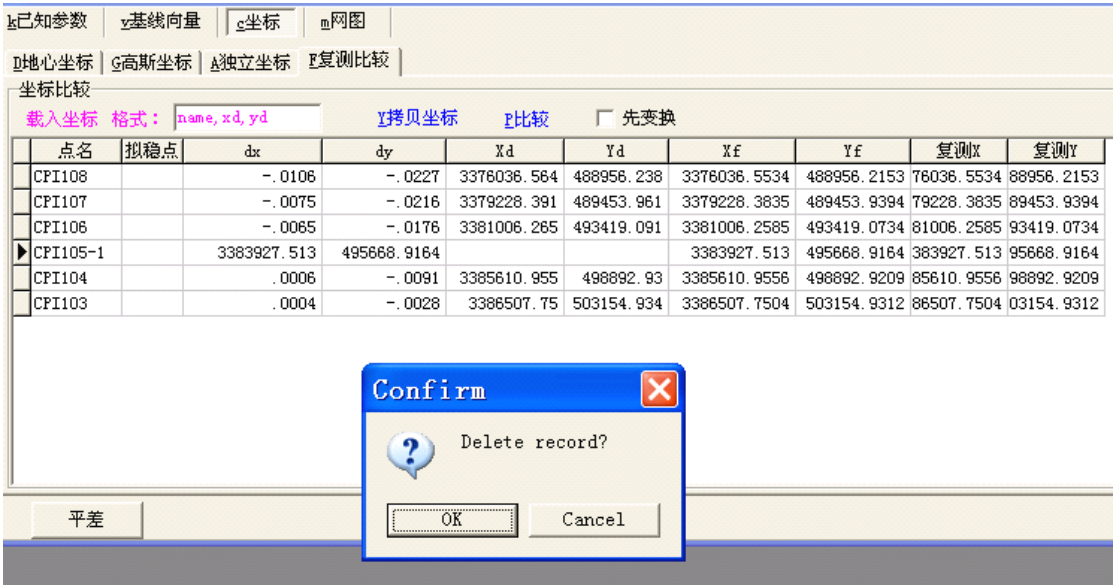 k已知参数 v基线向量 c坐标 m网图
D地心坐标 G高斯坐标 A独立坐标 F复测比较
坐标比较
载入坐标 格式： name,xd,yd Y拷贝坐标 P比较 先变换
点名 拟稳点 dx dy Xd Yd Xf Yf 复测X 复测Y
CPI108 -.0106 -.0227 3376036.564 488956.238 3376036.5534 488956.2153 76036.5534 88956.2153
CPI107 -.0075 -.0216 3379228.391 489453.961 3379228.3835 489453.9394 79228.3835 89453.9394
CPI106 -.0065 -.0176 3381006.265 493419.091 3381006.2585 493419.0734 81006.2585 93419.0734
CPI105-1 3383927.513 495668.9164 3383927.513 495668.9164 383927.513 95668.9164
CPI104 .0006 -.0091 3385610.955 498892.93 3385610.9556 498892.9209 85610.9556 98892.9209
CPI103 .0004 -.0028 3386507.75 503154.934 3386507.7504 503154.9312 86507.7504 03154.9312
Confirm
Delete record?
OK Cancel
平差